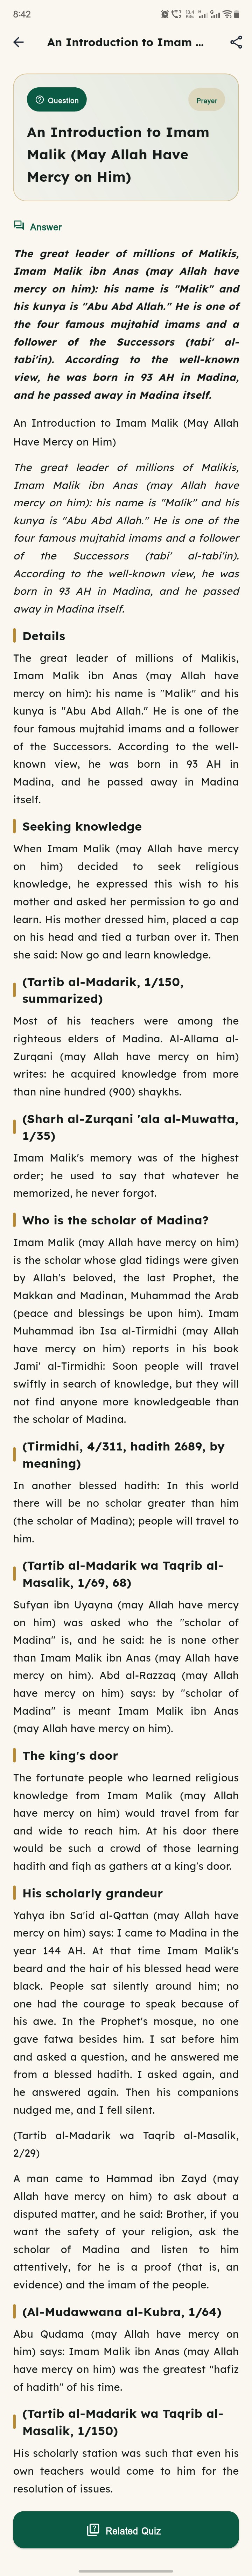 8:42
An Introduction to Imam ...
Question
Prayer
An Introduction to Imam
Malik (May Allah Have
Mercy on Him)
Answer
The great leader of millions of Malikis,
Imam Malik ibn Anas (may Allah have
mercy on him): his name is "Malik" and
his kunya is "Abu Abd Allah." He is one of
the four famous mujtahid imams and a
follower of the Successors (tabi' al-
tabi'in). According to the well-known
view, he was born in 93 AH in Madina,
and he passed away in Madina itself.
An Introduction to Imam Malik (May Allah
Have Mercy on Him)
The great leader of millions of Malikis,
Imam Malik ibn Anas (may Allah have
mercy on him): his name is "Malik" and his
kunya is "Abu Abd Allah." He is one of the
four famous mujtahid imams and a follower
of the Successors (tabi' al-tabi'in).
According to the well-known view, he was
born in 93 AH in Madina, and he passed
away in Madina itself.
Details
The great leader of millions of Malikis,
Imam Malik ibn Anas (may Allah have
mercy on him): his name is "Malik" and his
kunya is "Abu Abd Allah." He is one of the
four famous mujtahid imams and a follower
of the Successors. According to the well-
known view, he was born in 93 AH in
Madina, and he passed away in Madina
itself.
Seeking knowledge
When Imam Malik (may Allah have mercy
on him) decided to seek religious
knowledge, he expressed this wish to his
mother and asked her permission to go and
learn. His mother dressed him, placed a cap
on his head and tied a turban over it. Then
she said: Now go and learn knowledge.
(Tartib al-Madarik, 1/150,
summarized)
Most of his teachers were among the
righteous elders of Madina. Al-Allama al-
Zurqani (may Allah have mercy on him)
writes: he acquired knowledge from more
than nine hundred (900) shaykhs.
(Sharh al-Zurqani 'ala al-Muwatta,
1/35)
Imam Malik's memory was of the highest
order; he used to say that whatever he
memorized, he never forgot.
Who is the scholar of Madina?
Imam Malik (may Allah have mercy on him)
is the scholar whose glad tidings were given
by Allah's beloved, the last Prophet, the
Makkan and Madinan, Muhammad the Arab
(peace and blessings be upon him). Imam
Muhammad ibn Isa al-Tirmidhi (may Allah
have mercy on him) reports in his book
Jami' al-Tirmidhi: Soon people will travel
swiftly in search of knowledge, but they will
not find anyone more knowledgeable than
the scholar of Madina.
(Tirmidhi, 4/311, hadith 2689, by
meaning)
In another blessed hadith: In this world
there will be no scholar greater than him
(the scholar of Madina); people will travel to
him.
(Tartib al-Madarik wa Taqrib al-
Masalik, 1/69, 68)
Sufyan ibn Uyayna (may Allah have mercy
on him) was asked who the "scholar of
Madina" is, and he said: he is none other
than Imam Malik ibn Anas (may Allah have
mercy on him). Abd al-Razzaq (may Allah
have mercy on him) says: by "scholar of
Madina" is meant Imam Malik ibn Anas
(may Allah have mercy on him).
The king's door
The fortunate people who learned religious
knowledge from Imam Malik (may Allah
have mercy on him) would travel from far
and wide to reach him. At his door there
would be such a crowd of those learning
hadith and fiqh as gathers at a king's door.
His scholarly grandeur
Yahya ibn Sa'id al-Qattan (may Allah have
mercy on him) says: I came to Madina in the
year 144 AH. At that time Imam Malik's
beard and the hair of his blessed head were
black. People sat silently around him; no
one had the courage to speak because of
his awe. In the Prophet's mosque, no one
gave fatwa besides him. I sat before him
and asked a question, and he answered me
from a blessed hadith. I asked again, and
he answered again. Then his companions
nudged me, and I fell silent.
(Tartib al-Madarik wa Taqrib al-Masalik,
2/29)
A man came to Hammad ibn Zayd (may
Allah have mercy on him) to ask about a
disputed matter, and he said: Brother, if you
want the safety of your religion, ask the
scholar of Madina and listen to him
attentively, for he is a proof (that is, an
evidence) and the imam of the people.
(Al-Mudawwana al-Kubra, 1/64)
Abu Qudama (may Allah have mercy on
him) says: Imam Malik ibn Anas (may Allah
have mercy on him) was the greatest "hafiz
of hadith" of his time.
(Tartib al-Madarik wa Taqrib al-
Masalik, 1/150)
His scholarly station was such that even his
own teachers would come to him for the
resolution of issues.
Related Quiz